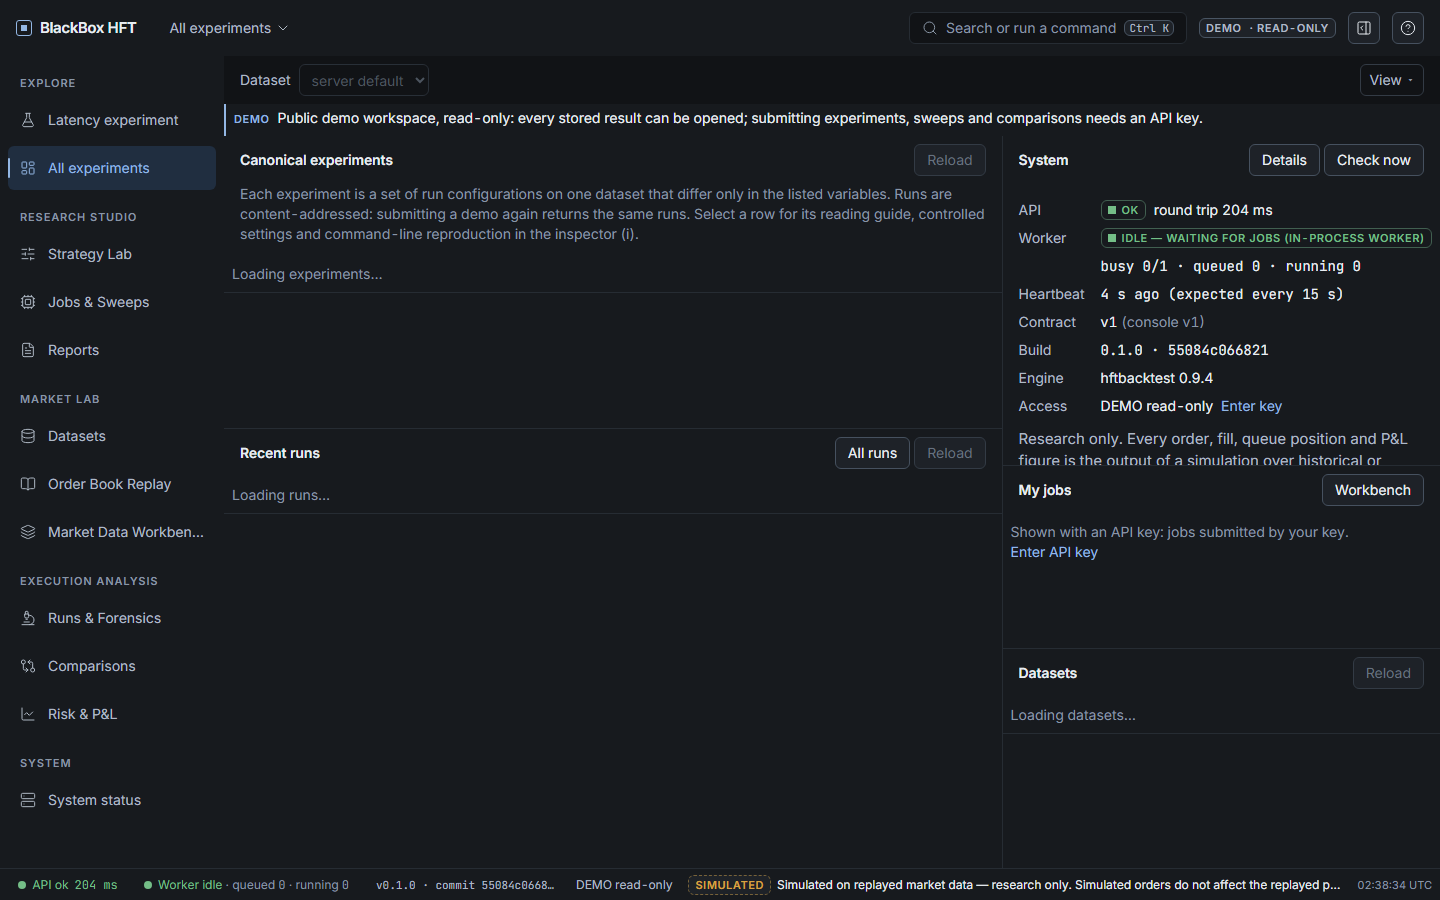 BlackBox HFT
All experiments
Search or run a command Ctrl K
DEMO · READ-ONLY
EXPLORE
Latency experiment
All experiments
RESEARCH STUDIO
Strategy Lab
Jobs & Sweeps
Reports
MARKET LAB
Datasets
Order Book Replay
Market Data Workben...
EXECUTION ANALYSIS
Runs & Forensics
Comparisons
Risk & P&L
SYSTEM
System status
Dataset server default
View
DEMO Public demo workspace, read-only: every stored result can be opened; submitting experiments, sweeps and comparisons needs an API key.
Canonical experiments Reload
Each experiment is a set of run configurations on one dataset that differ only in the listed variables. Runs are
content-addressed: submitting a demo again returns the same runs. Select a row for its reading guide, controlled
settings and command-line reproduction in the inspector (i).
Loading experiments...
Recent runs All runs Reload
Loading runs...
System Details Check now
API OK round trip 204 ms
Worker IDLE — WAITING FOR JOBS (IN-PROCESS WORKER)
busy 0/1 · queued 0 · running 0
Heartbeat 4 s ago (expected every 15 s)
Contract v1 (console v1)
Build 0.1.0 · 55084c066821
Engine hftbacktest 0.9.4
Access DEMO read-only Enter key
Research only. Every order, fill, queue position and P&L
figure is the output of a simulation over historical or
My jobs Workbench
Shown with an API key: jobs submitted by your key.
Enter API key
Datasets Reload
Loading datasets...
API ok 204 ms Worker idle · queued 0 · running 0 v0.1.0 · commit 55084c0668… DEMO read-only SIMULATED Simulated on replayed market data — research only. Simulated orders do not affect the replayed p... 02:38:34 UTC